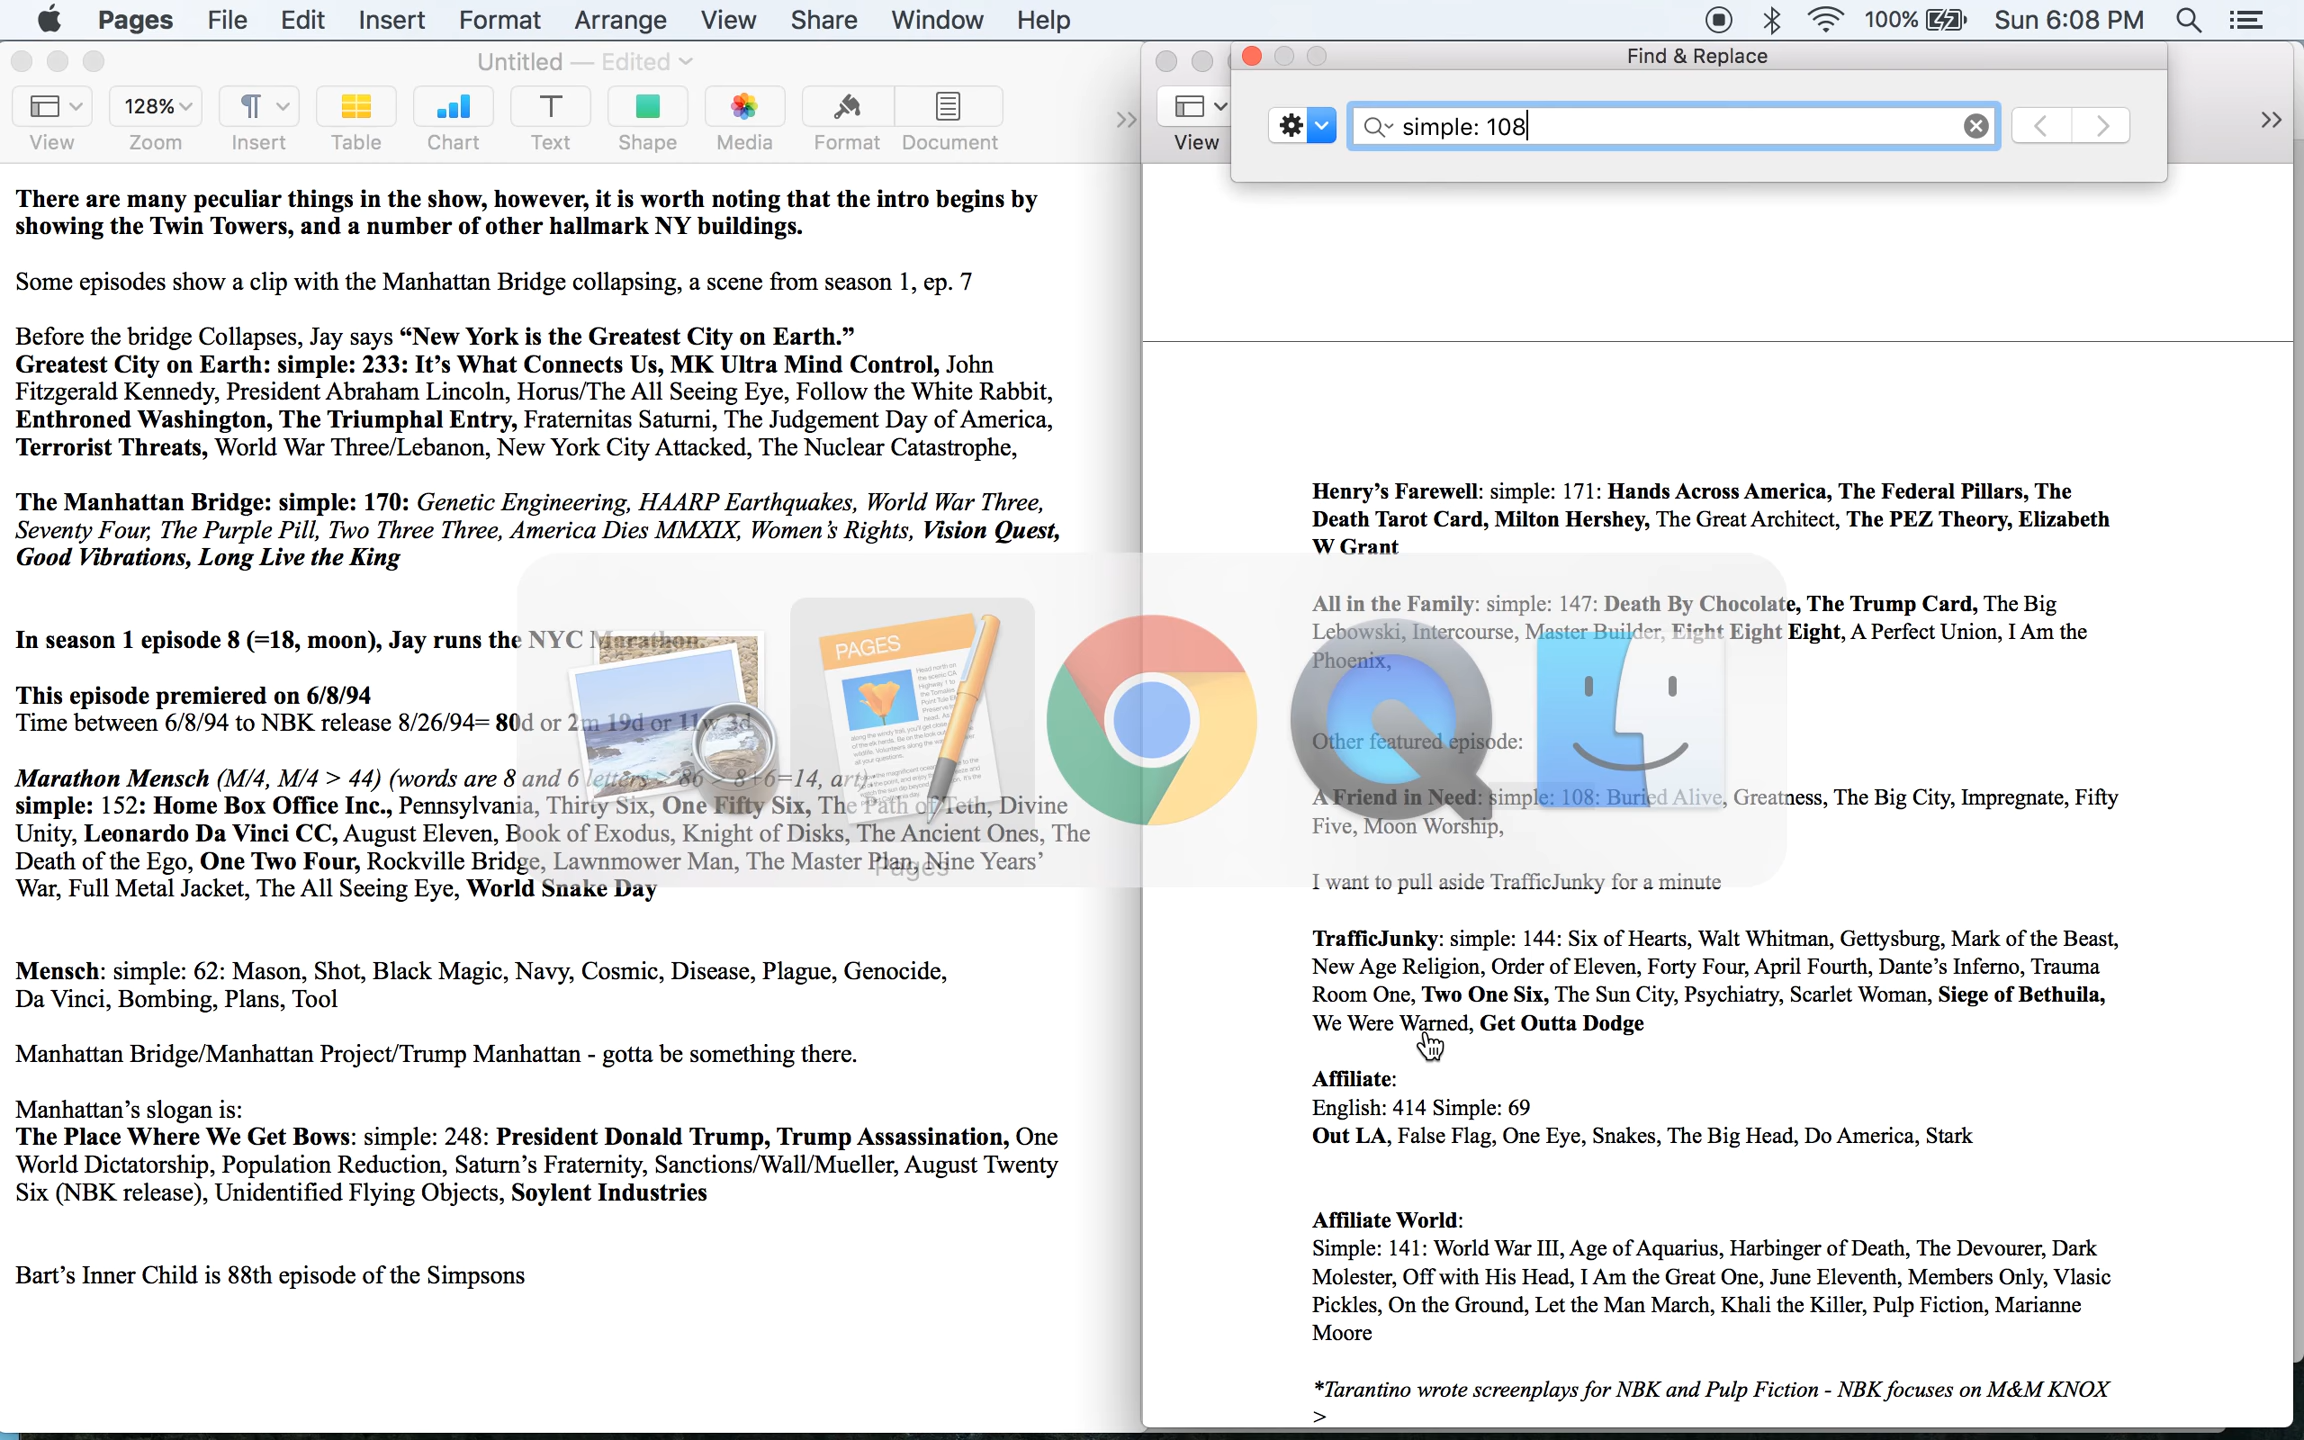 Pages File Edit Insert Format Arrange View Share Window Help 100% Sun 6:08 PM
Untitled — Edited
128%
View Zoom Insert Table Chart Text Shape Media Format Document
View
Find & Replace
simple: 108
There are many peculiar things in the show, however, it is worth noting that the intro begins by
showing the Twin Towers, and a number of other hallmark NY buildings.
Some episodes show a clip with the Manhattan Bridge collapsing, a scene from season 1, ep. 7
Before the bridge Collapses, Jay says “New York is the Greatest City on Earth.”
Greatest City on Earth: simple: 233: It’s What Connects Us, MK Ultra Mind Control, John
Fitzgerald Kennedy, President Abraham Lincoln, Horus/The All Seeing Eye, Follow the White Rabbit,
Enthroned Washington, The Triumphal Entry, Fraternitas Saturni, The Judgement Day of America,
Terrorist Threats, World War Three/Lebanon, New York City Attacked, The Nuclear Catastrophe,
The Manhattan Bridge: simple: 170: Genetic Engineering, HAARP Earthquakes, World War Three,
Seventy Four, The Purple Pill, Two Three Three, America Dies MMXIX, Women’s Rights, Vision Quest,
Good Vibrations, Long Live the King
In season 1 episode 8 (=18, moon), Jay runs the NYC Marathon.
This episode premiered on 6/8/94
Time between 6/8/94 to NBK release 8/26/94= 80d or 2m 19d or 11w 3d
Marathon Mensch (M/4, M/4 > 44) (words are 8 and 6 letters > 86 > 8+6=14, art):
simple: 152: Home Box Office Inc., Pennsylvania, Thirty Six, One Fifty Six, The Path of Teth, Divine
Unity, Leonardo Da Vinci CC, August Eleven, Book of Exodus, Knight of Disks, The Ancient Ones, The
Death of the Ego, One Two Four, Rockville Bridge, Lawnmower Man, The Master Plan, Nine Years’
War, Full Metal Jacket, The All Seeing Eye, World Snake Day
Mensch: simple: 62: Mason, Shot, Black Magic, Navy, Cosmic, Disease, Plague, Genocide,
Da Vinci, Bombing, Plans, Tool
Manhattan Bridge/Manhattan Project/Trump Manhattan - gotta be something there.
Manhattan’s slogan is:
The Place Where We Get Bows: simple: 248: President Donald Trump, Trump Assassination, One
World Dictatorship, Population Reduction, Saturn’s Fraternity, Sanctions/Wall/Mueller, August Twenty
Six (NBK release), Unidentified Flying Objects, Soylent Industries
Bart’s Inner Child is 88th episode of the Simpsons
PAGES
Pages
Henry’s Farewell: simple: 171: Hands Across America, The Federal Pillars, The
Death Tarot Card, Milton Hershey, The Great Architect, The PEZ Theory, Elizabeth
W Grant
All in the Family: simple: 147: Death By Chocolate, The Trump Card, The Big
Lebowski, Intercourse, Master Builder, Eight Eight Eight, A Perfect Union, I Am the
Phoenix,
Other featured episode:
A Friend in Need: simple: 108: Buried Alive, Greatness, The Big City, Impregnate, Fifty
Five, Moon Worship,
I want to pull aside TrafficJunky for a minute
TrafficJunky: simple: 144: Six of Hearts, Walt Whitman, Gettysburg, Mark of the Beast,
New Age Religion, Order of Eleven, Forty Four, April Fourth, Dante’s Inferno, Trauma
Room One, Two One Six, The Sun City, Psychiatry, Scarlet Woman, Siege of Bethuila,
We Were Warned, Get Outta Dodge
Affiliate:
English: 414 Simple: 69
Out LA, False Flag, One Eye, Snakes, The Big Head, Do America, Stark
Affiliate World:
Simple: 141: World War III, Age of Aquarius, Harbinger of Death, The Devourer, Dark
Molester, Off with His Head, I Am the Great One, June Eleventh, Members Only, Vlasic
Pickles, On the Ground, Let the Man March, Khali the Killer, Pulp Fiction, Marianne
Moore
*Tarantino wrote screenplays for NBK and Pulp Fiction - NBK focuses on M&M KNOX
>